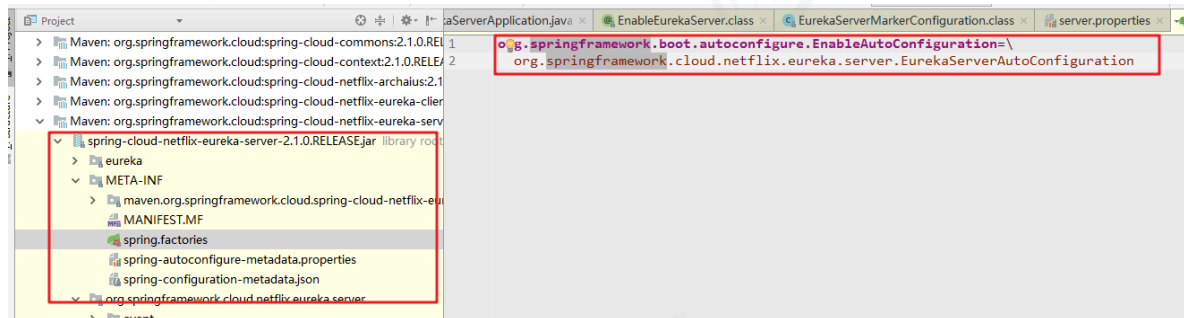 Project
aServerApplication.java
EnableEurekaServer.class
EurekaServerMarkerConfiguration.class
server.properties
Maven: org.springframework.cloud:spring-cloud-commons:2.1.0.REL
Maven: org.springframework.cloud:spring-cloud-context:2.1.0.RELEA
Maven: org.springframework.cloud:spring-cloud-netflix-archaius:2.1
Maven: org.springframework.cloud:spring-cloud-netflix-eureka-clier
Maven: org.springframework.cloud:spring-cloud-netflix-eureka-serv
spring-cloud-netflix-eureka-server-2.1.0.RELEASE.jar library root
eureka
META-INF
maven.org.springframework.cloud.spring-cloud-netflix-eur
MANIFEST.MF
spring.factories
spring-autoconfigure-metadata.properties
spring-configuration-metadata.json
org.springframework.cloud.netflix.eureka.server
event
1 org.springframework.boot.autoconfigure.EnableAutoConfiguration=\
2 org.springframework.cloud.netflix.eureka.server.EurekaServerAutoConfiguration